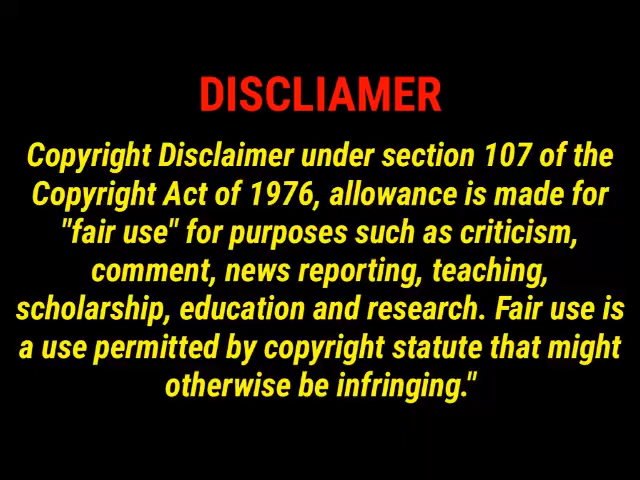 DISCLIAMER
Copyright Disclaimer under section 107 of the
Copyright Act of 1976, allowance is made for
"fair use" for purposes such as criticism,
comment, news reporting, teaching,
scholarship, education and research. Fair use is
a use permitted by copyright statute that might
otherwise be infringing."